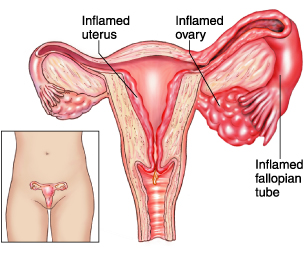 Inflamed
uterus
Inflamed
ovary
Inflamed
fallopian
tube